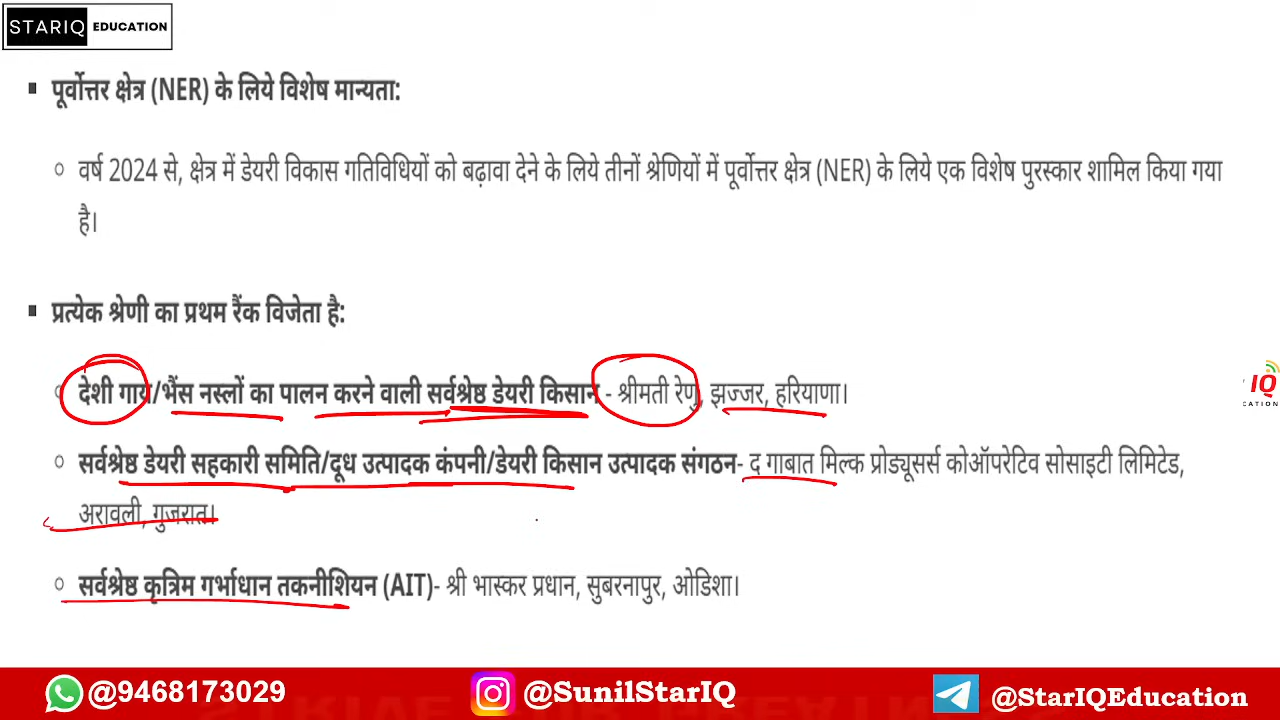 STARIQ EDUCATION
▪ पूर्वोत्तर क्षेत्र (NER) के लिये विशेष मान्यता:
○ वर्ष 2024 से, क्षेत्र में डेयरी विकास गतिविधियों को बढ़ावा देने के लिये तीनों श्रेणियों में पूर्वोत्तर क्षेत्र (NER) के लिये एक विशेष पुरस्कार शामिल किया गया
है।
▪ प्रत्येक श्रेणी का प्रथम रैंक विजेता है:
○ देशी गाय/भैंस नस्लों का पालन करने वाली सर्वश्रेष्ठ डेयरी किसान - श्रीमती रेणु, झज्जर, हरियाणा।
○ सर्वश्रेष्ठ डेयरी सहकारी समिति/दूध उत्पादक कंपनी/डेयरी किसान उत्पादक संगठन- द गाबात मिल्क प्रोड्यूसर्स कोऑपरेटिव सोसाइटी लिमिटेड,
अरावली, गुजरात।
○ सर्वश्रेष्ठ कृत्रिम गर्भाधान तकनीशियन (AIT)- श्री भास्कर प्रधान, सुबरनापुर, ओडिशा।
IQ
CATION
@9468173029 @SunilStarIQ @StarIQEducation